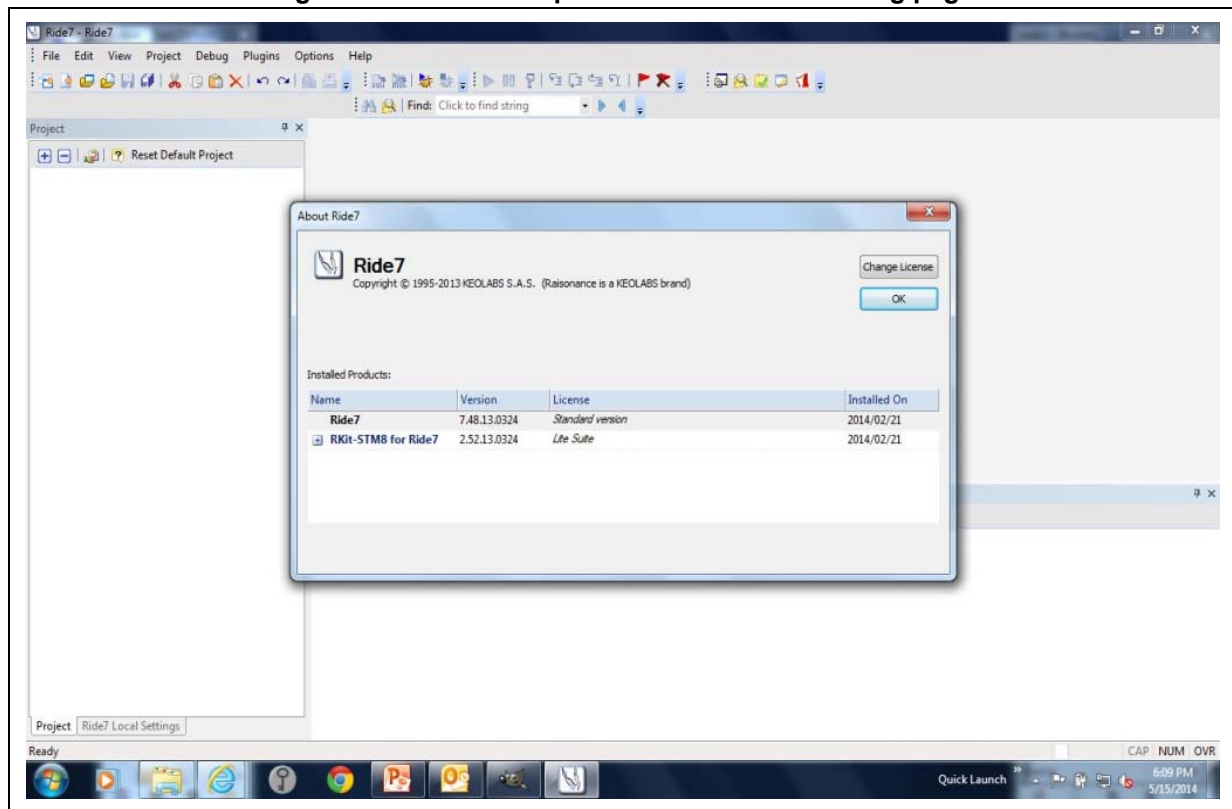 Ride7 - Ride7
File Edit View Project Debug Plugins Options Help
Find: Click to find string
Project
Reset Default Project
About Ride7
Ride7
Copyright © 1995-2013 KEOLABS S.A.S. (Raisonance is a KEOLABS brand)
Change License
OK
Installed Products:
Name Version License Installed On
Ride7 7.48.13.0324 Standard version 2014/02/21
RKit-STM8 for Ride7 2.52.13.0324 Lite Suite 2014/02/21
Project Ride7 Local Settings
Ready CAP NUM OVR
Quick Launch
6:09 PM
5/15/2014